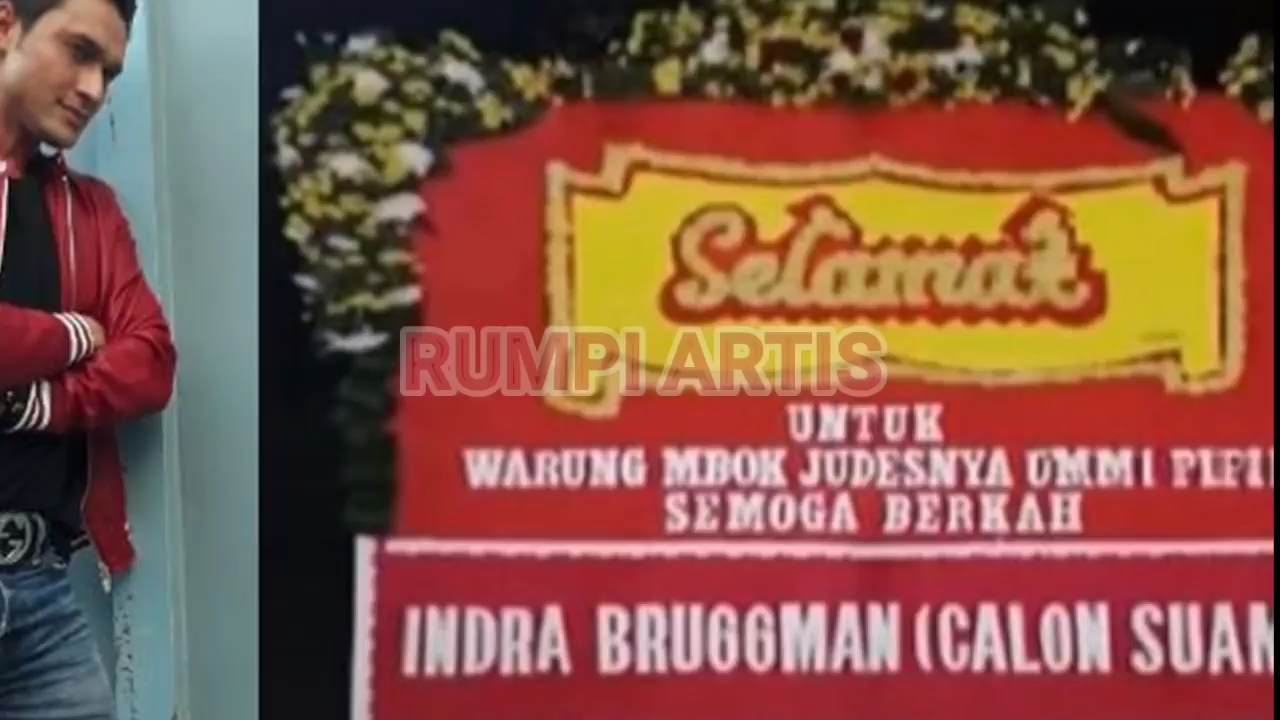 Selamat
RUMPI ARTIS
UNTUK
WARUNG MBOK JUDESNYA UMMI
SEMOGA BERKAH
INDRA BRUGGMAN (CALON